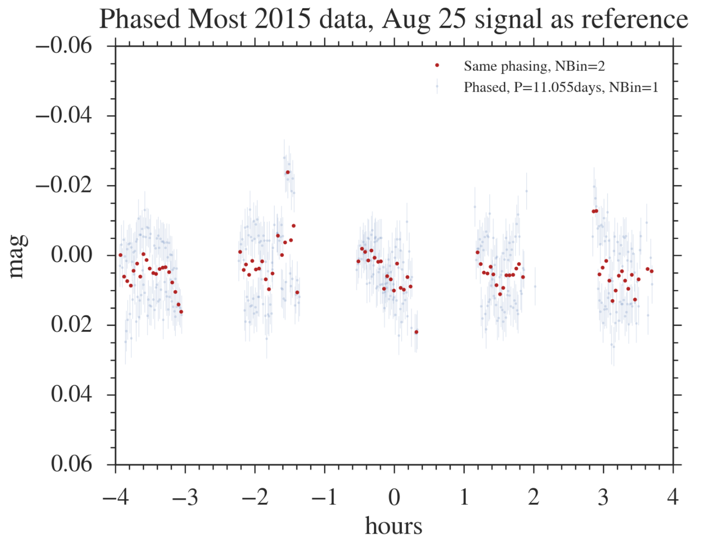 Phased Most 2015 data, Aug 25 signal as reference
−0.06
−0.04
−0.02
0.00
0.02
0.04
0.06
mag
Same phasing, NBin=2
Phased, P=11.055days, NBin=1
−4 −3 −2 −1 0 1 2 3 4
hours